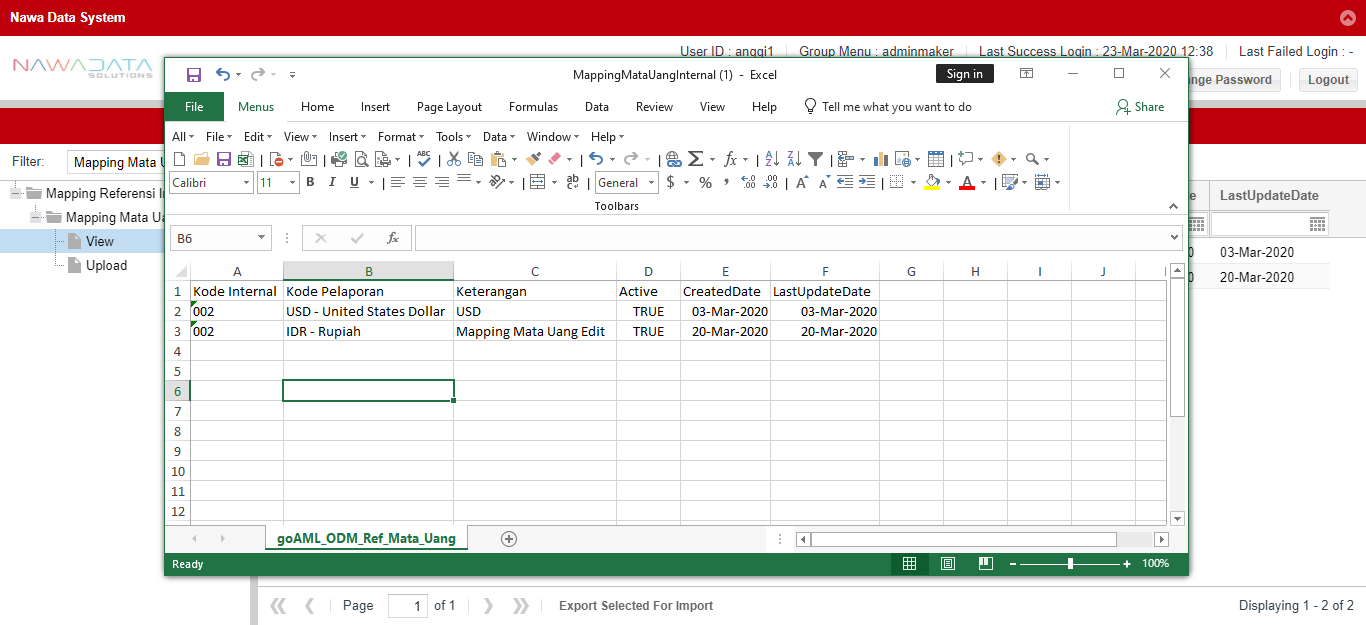 Nawa Data System
NAWADATA
SOLUTIONS
User ID : anggi1 Group Menu : adminmaker Last Success Login : 23-Mar-2020 12:38 Last Failed Login : -
nge Password Logout
MappingMataUangInternal (1) - Excel Sign in
File Menus Home Insert Page Layout Formulas Data Review View Help Tell me what you want to do Share
All File Edit View Insert Format Tools Data Window Help
Calibri 11 B I U General $ % ,
Toolbars
B6 fx
Filter: Mapping Mata U
Mapping Referensi I
Mapping Mata Ua
View
Upload
e LastUpdateDate
0 03-Mar-2020
0 20-Mar-2020
A B C D E F G H I J
1 Kode Internal Kode Pelaporan Keterangan Active CreatedDate LastUpdateDate
2 002 USD - United States Dollar USD TRUE 03-Mar-2020 03-Mar-2020
3 002 IDR - Rupiah Mapping Mata Uang Edit TRUE 20-Mar-2020 20-Mar-2020
4
5
6
7
8
9
10
11
12
goAML_ODM_Ref_Mata_Uang
Ready 100%
Page 1 of 1 Export Selected For Import Displaying 1 - 2 of 2